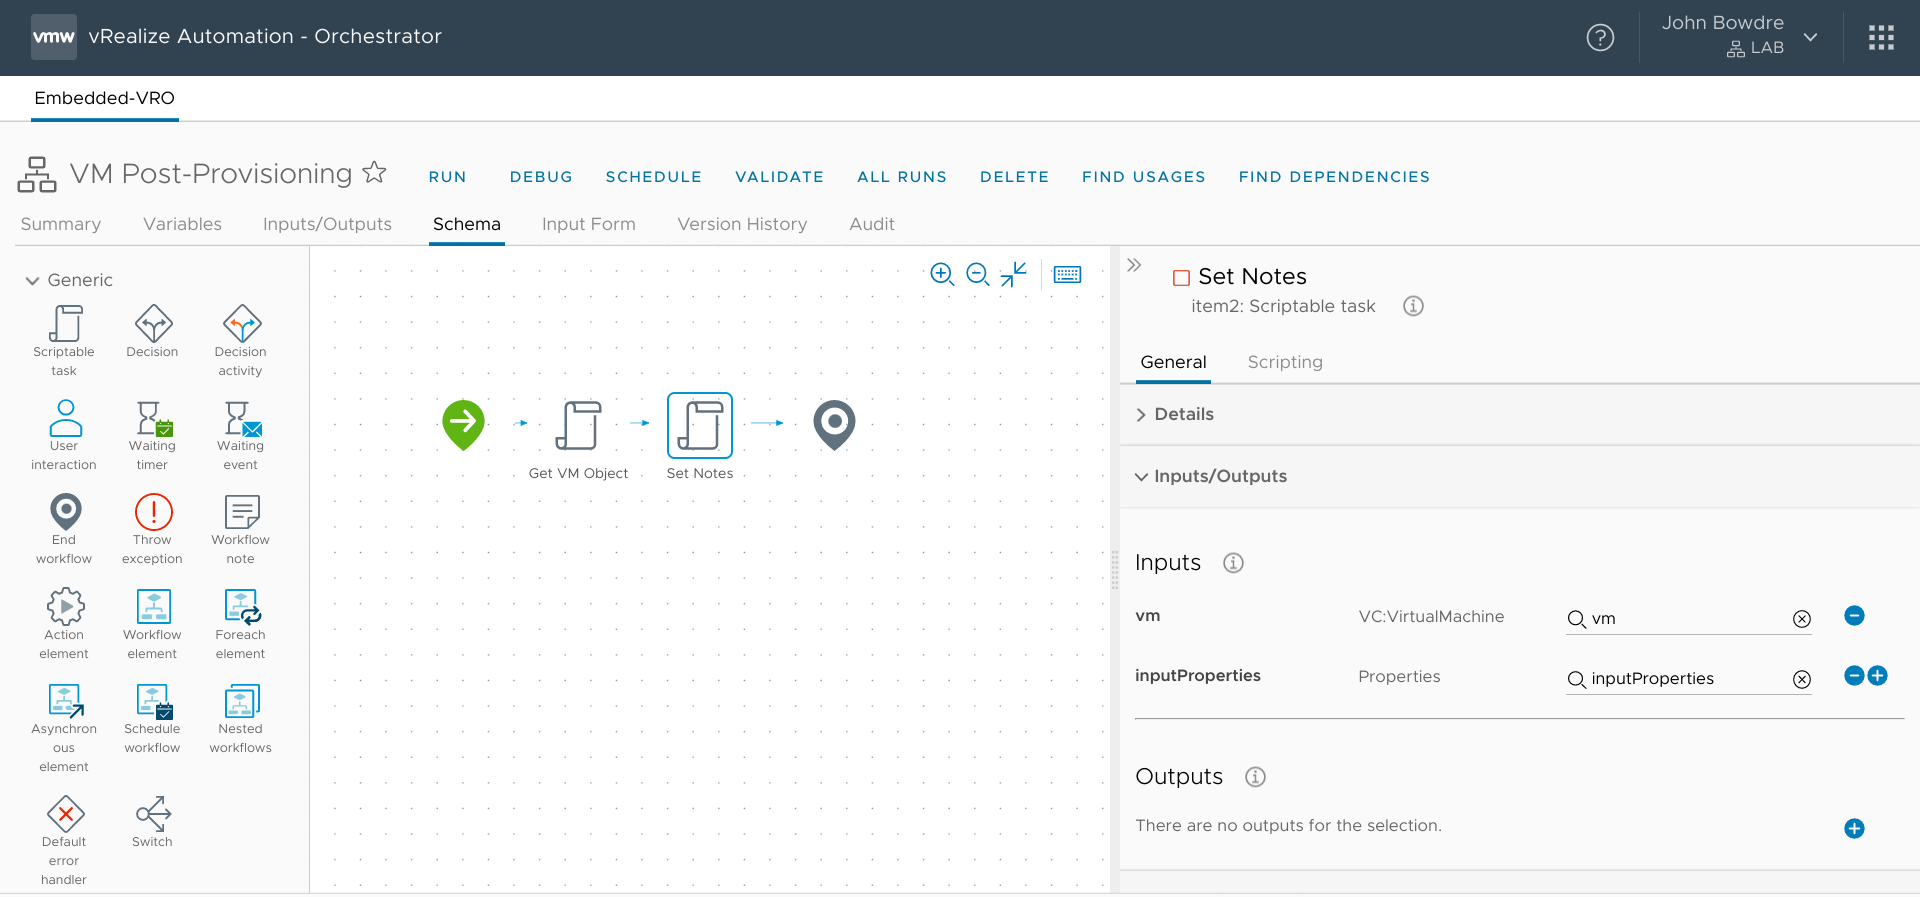 vmw vRealize Automation - Orchestrator
John Bowdre
LAB
Embedded-VRO
VM Post-Provisioning
RUN DEBUG SCHEDULE VALIDATE ALL RUNS DELETE FIND USAGES FIND DEPENDENCIES
Summary Variables Inputs/Outputs Schema Input Form Version History Audit
Generic
Scriptable
task
Decision
Decision
activity
User
interaction
Waiting
timer
Waiting
event
End
workflow
Throw
exception
Workflow
note
Action
element
Workflow
element
Foreach
element
Asynchron
ous
element
Schedule
workflow
Nested
workflows
Default
error
handler
Switch
Get VM Object
Set Notes
Set Notes
item2: Scriptable task
General Scripting
Details
Inputs/Outputs
Inputs
vm VC:VirtualMachine vm
inputProperties Properties inputProperties
Outputs
There are no outputs for the selection.